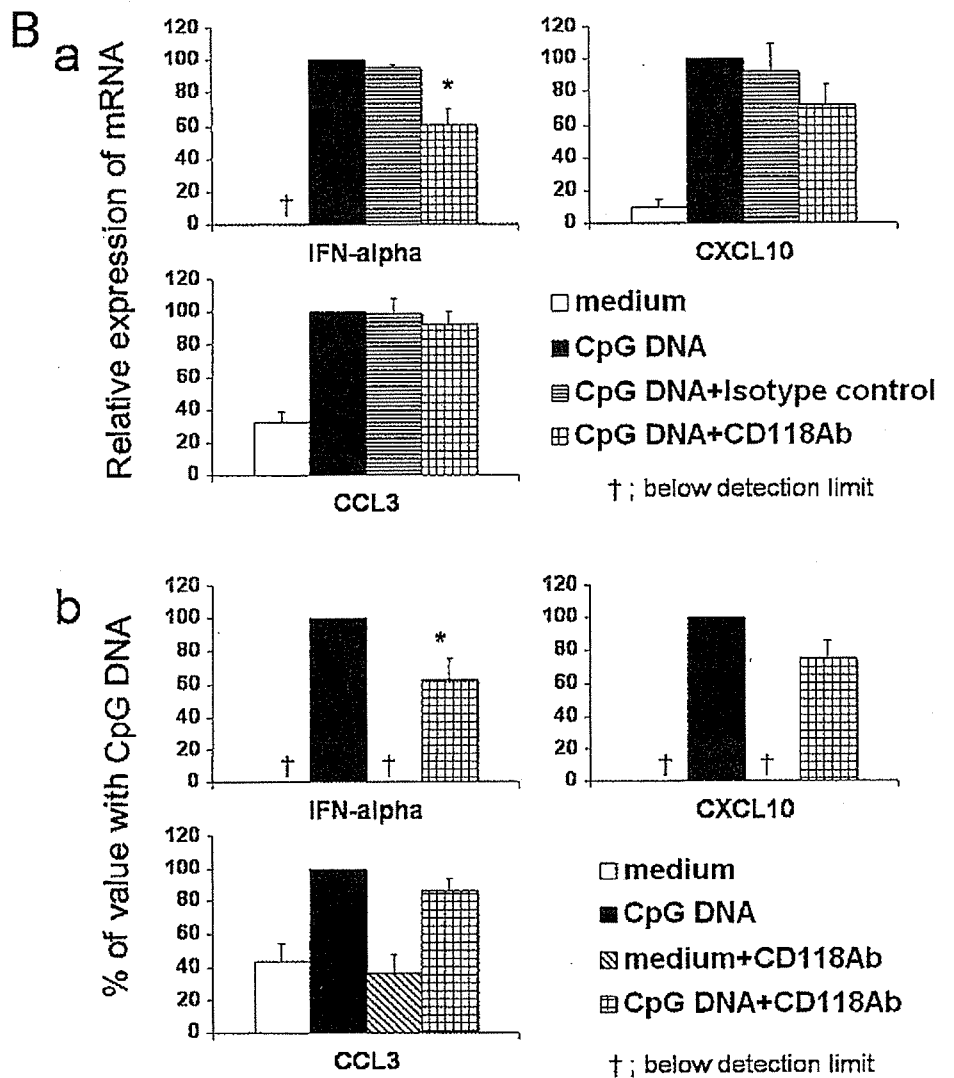 B
a
Relative expression of mRNA
120
100
80
60
40
20
0
†
*
IFN-alpha
120
100
80
60
40
20
0
CXCL10
120
100
80
60
40
20
0
CCL3
medium
CpG DNA
CpG DNA+Isotype control
CpG DNA+CD118Ab
† ; below detection limit
b
% of value with CpG DNA
120
100
80
60
40
20
0
†
†
*
IFN-alpha
120
100
80
60
40
20
0
†
†
CXCL10
120
100
80
60
40
20
0
CCL3
medium
CpG DNA
medium+CD118Ab
CpG DNA+CD118Ab
† ; below detection limit